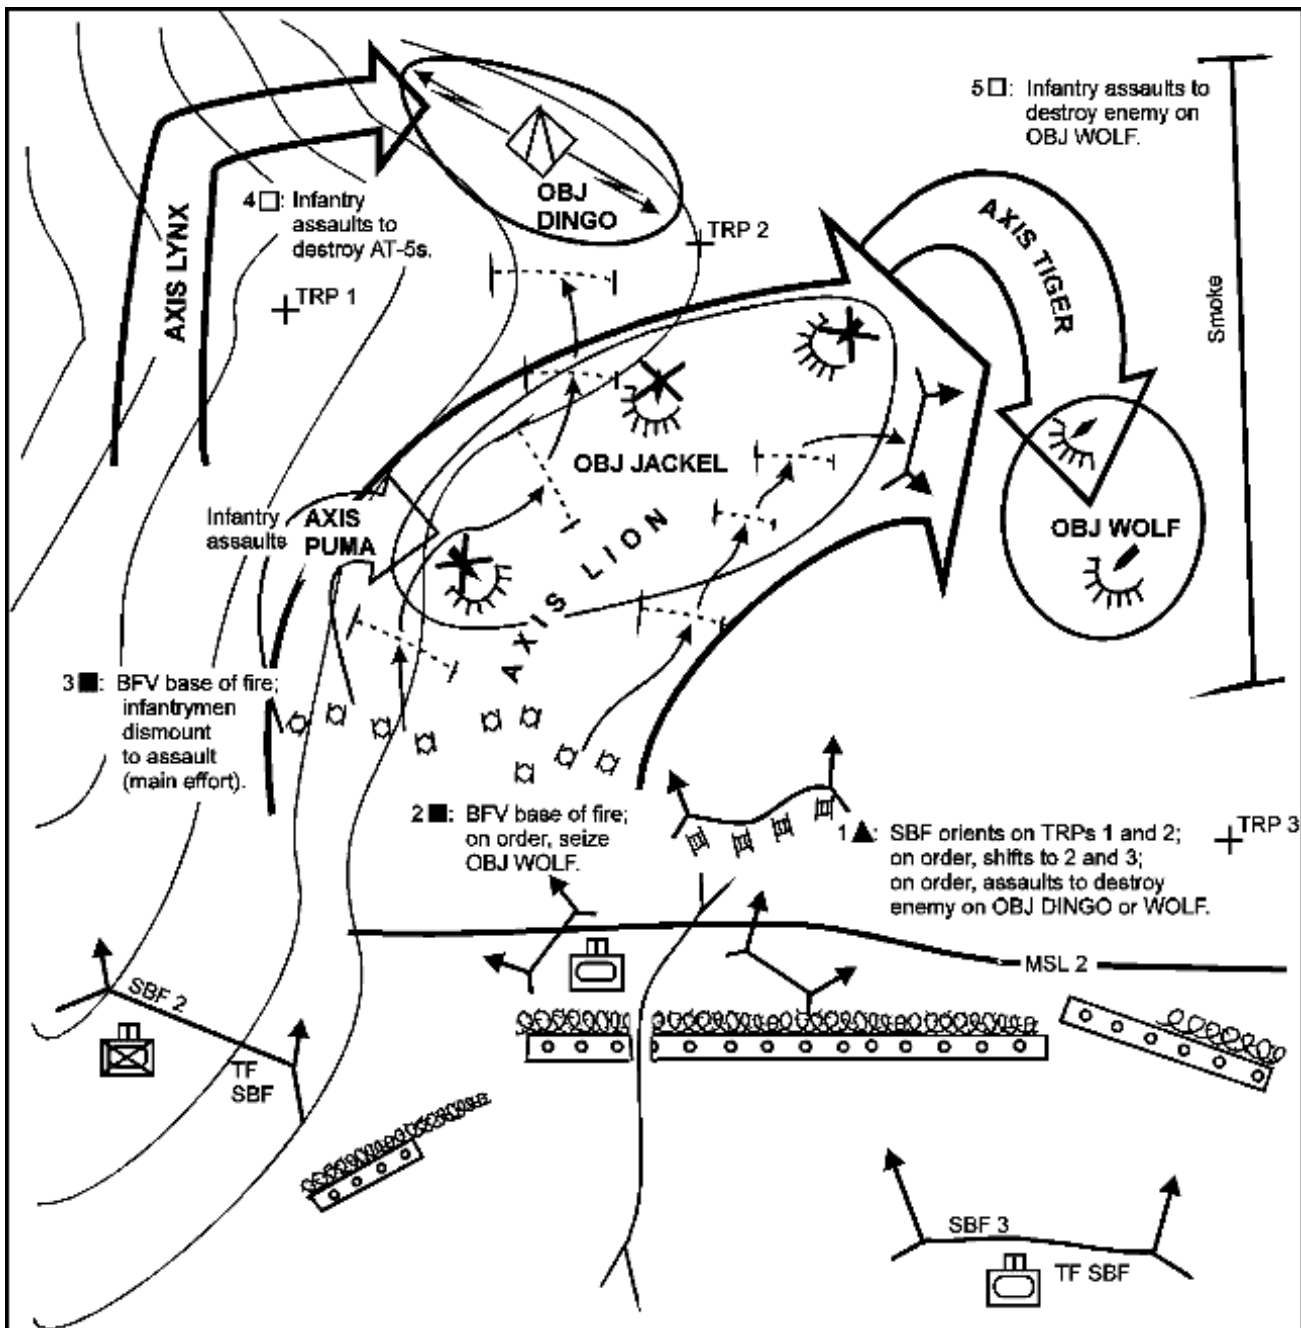 5 □: Infantry assaults to
destroy enemy on
OBJ WOLF.
AXIS LYNX
4 □: Infantry
assaults to
destroy AT-5s.
OBJ
DINGO
TRP 2
AXIS TIGER
Smoke
TRP 1
OBJ JACKEL
Infantry
assaults
AXIS
PUMA
AXIS LION
OBJ WOLF
3 ■: BFV base of fire;
infantrymen
dismount
to assault
(main effort).
2 ■: BFV base of fire;
on order, seize
OBJ WOLF.
1 ▲: SBF orients on TRPs 1 and 2;
on order, shifts to 2 and 3;
on order, assaults to destroy
enemy on OBJ DINGO or WOLF.
TRP 3
MSL 2
SBF 2
TF
SBF
SBF 3
TF SBF